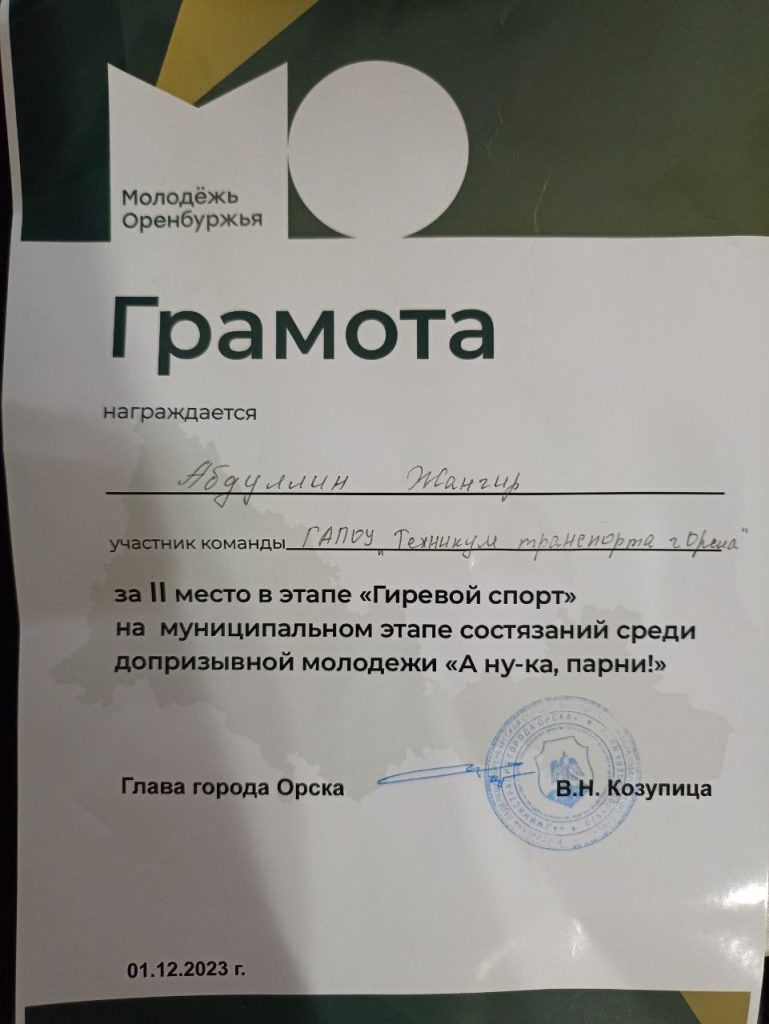 Молодёжь
Оренбуржья
Грамота
награждается
Абдуллин Жангир
участник команды ГАПОУ "Техникум транспорта г Орска"
за II место в этапе «Гиревой спорт»
на муниципальном этапе состязаний среди
допризывной молодежи «А ну-ка, парни!»
Глава города Орска В.Н. Козупица
01.12.2023 г.